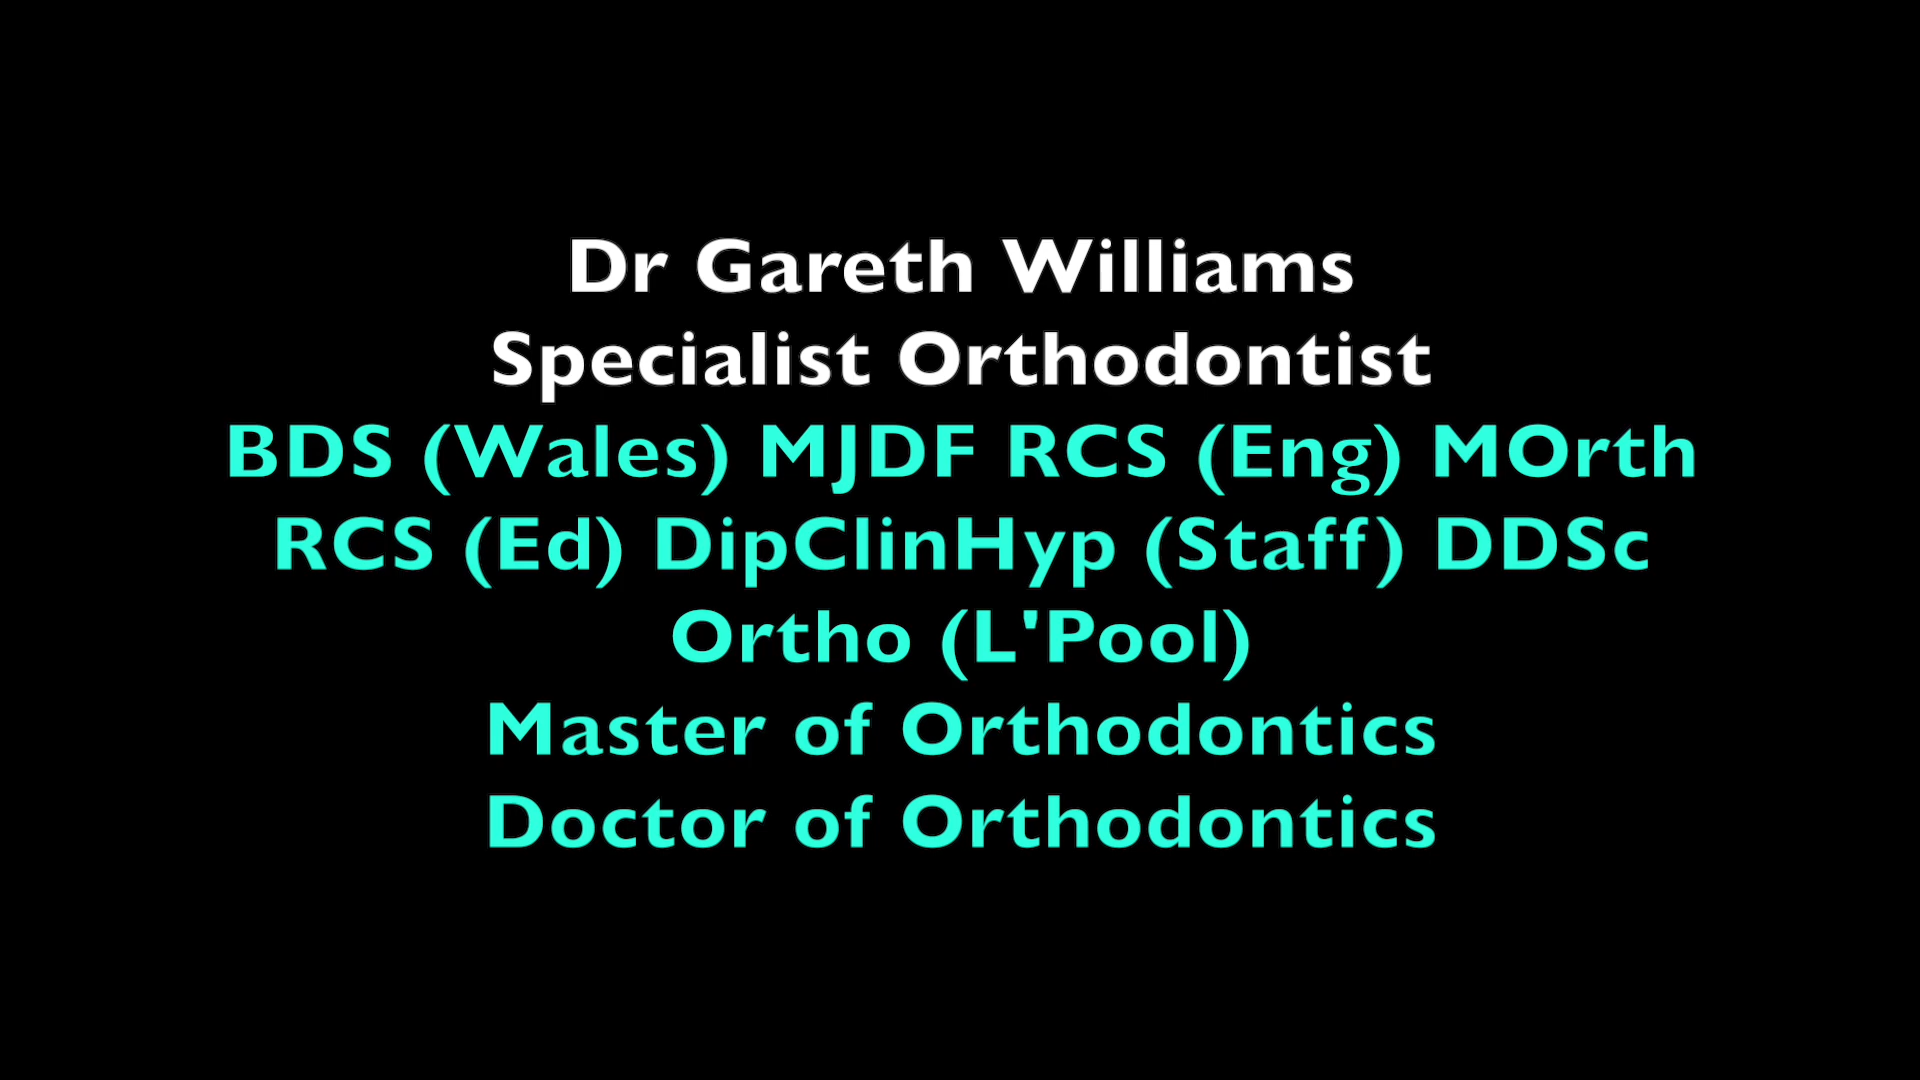 Dr Gareth Williams
Specialist Orthodontist
BDS (Wales) MJDF RCS (Eng) MOrth
RCS (Ed) DipClinHyp (Staff) DDSc
Ortho (L'Pool)
Master of Orthodontics
Doctor of Orthodontics